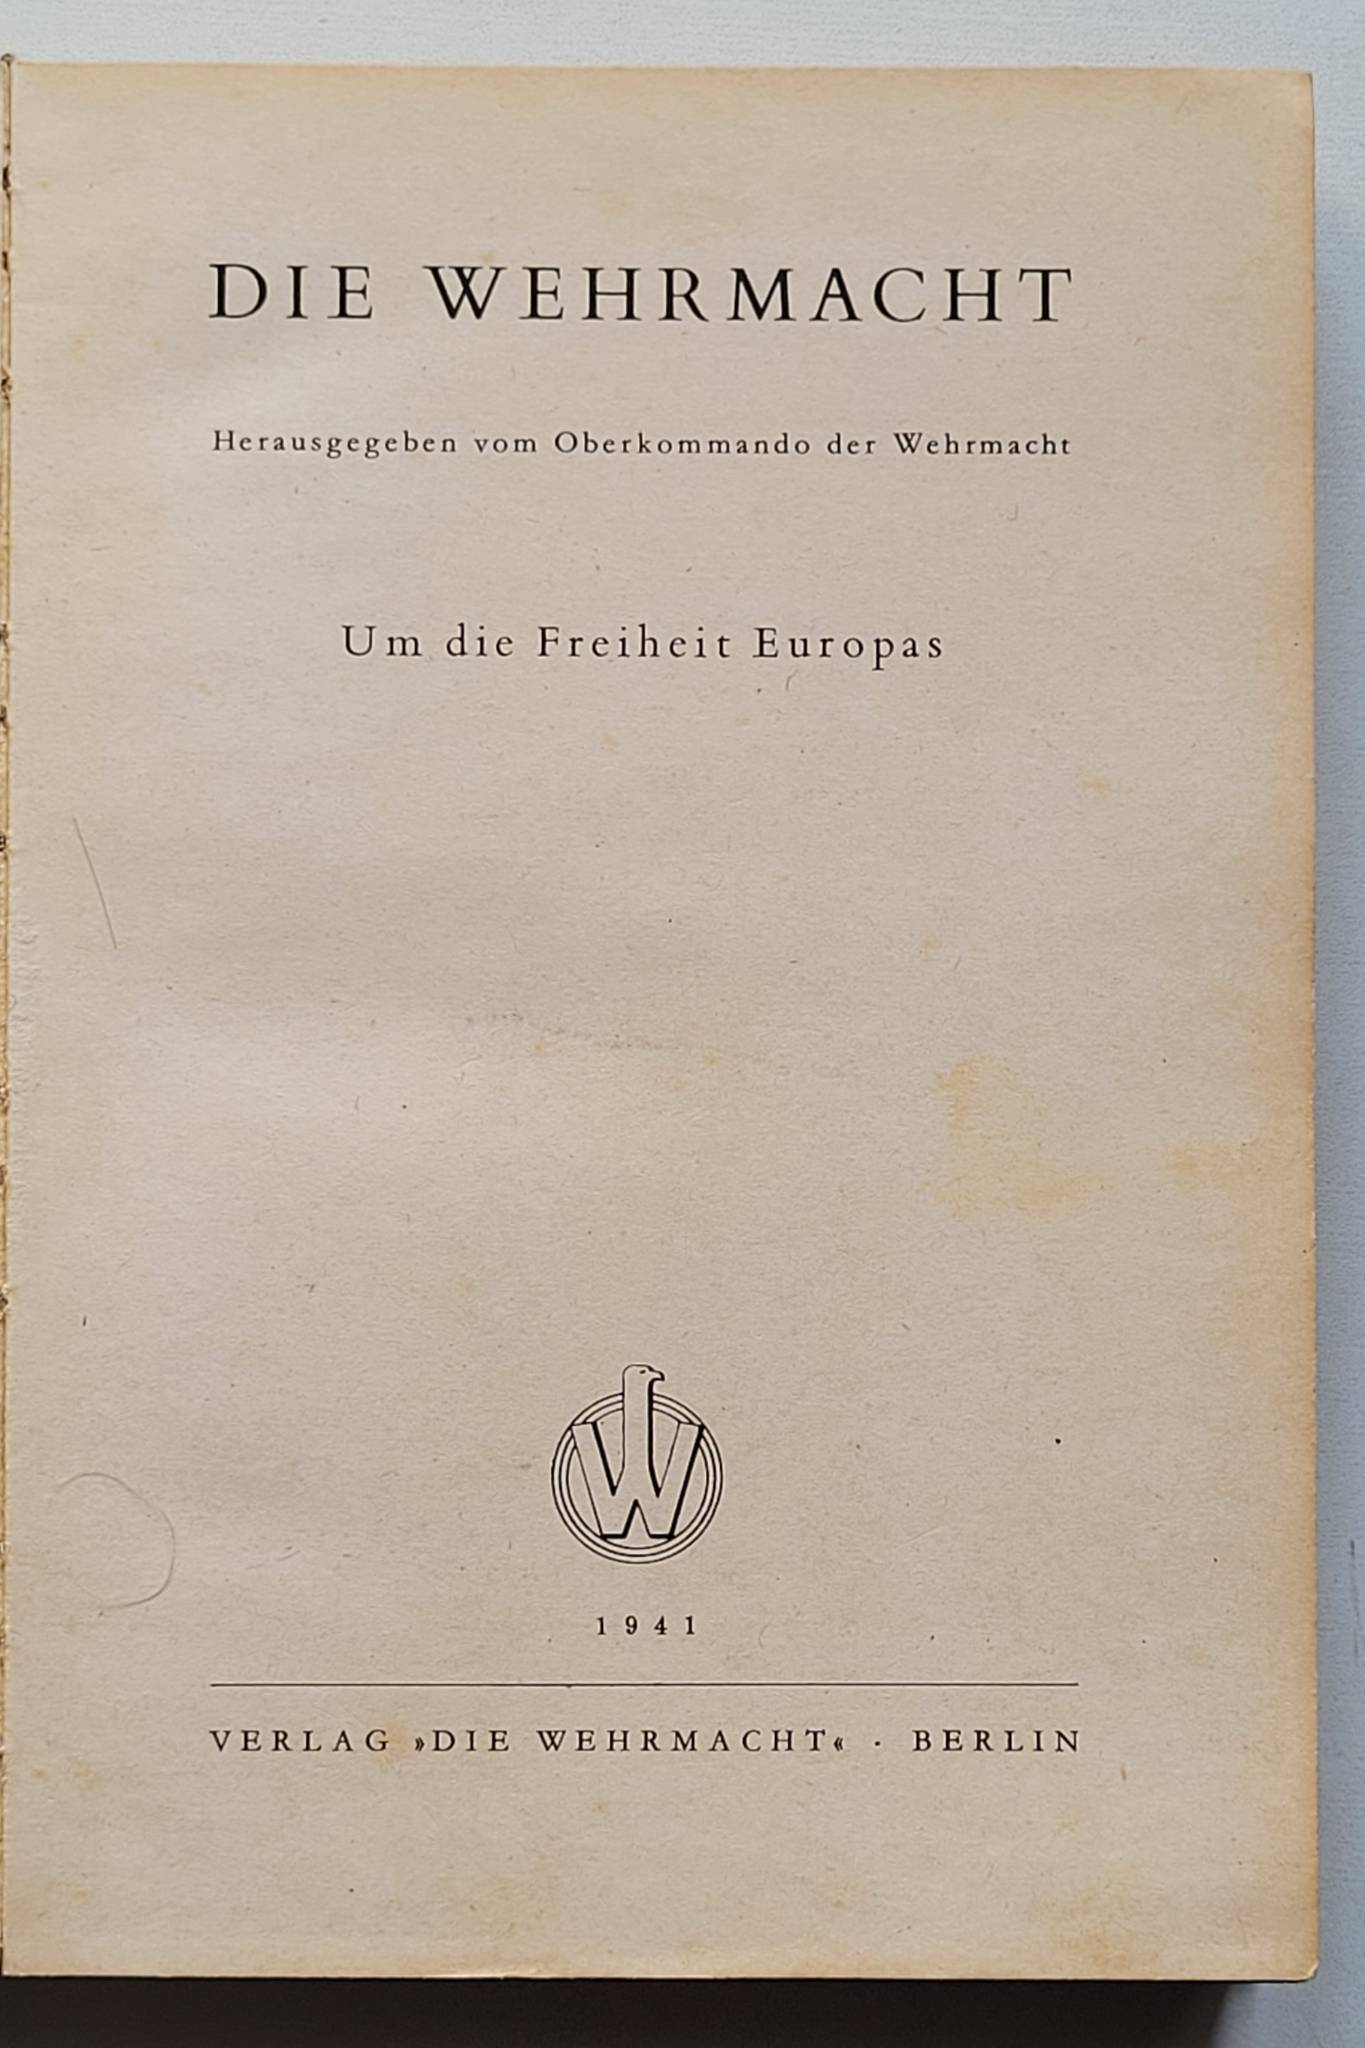 DIE WEHRMACHT
Herausgegeben vom Oberkommando der Wehrmacht
Um die Freiheit Europas
W
1941
VERLAG »DIE WEHRMACHT« · BERLIN